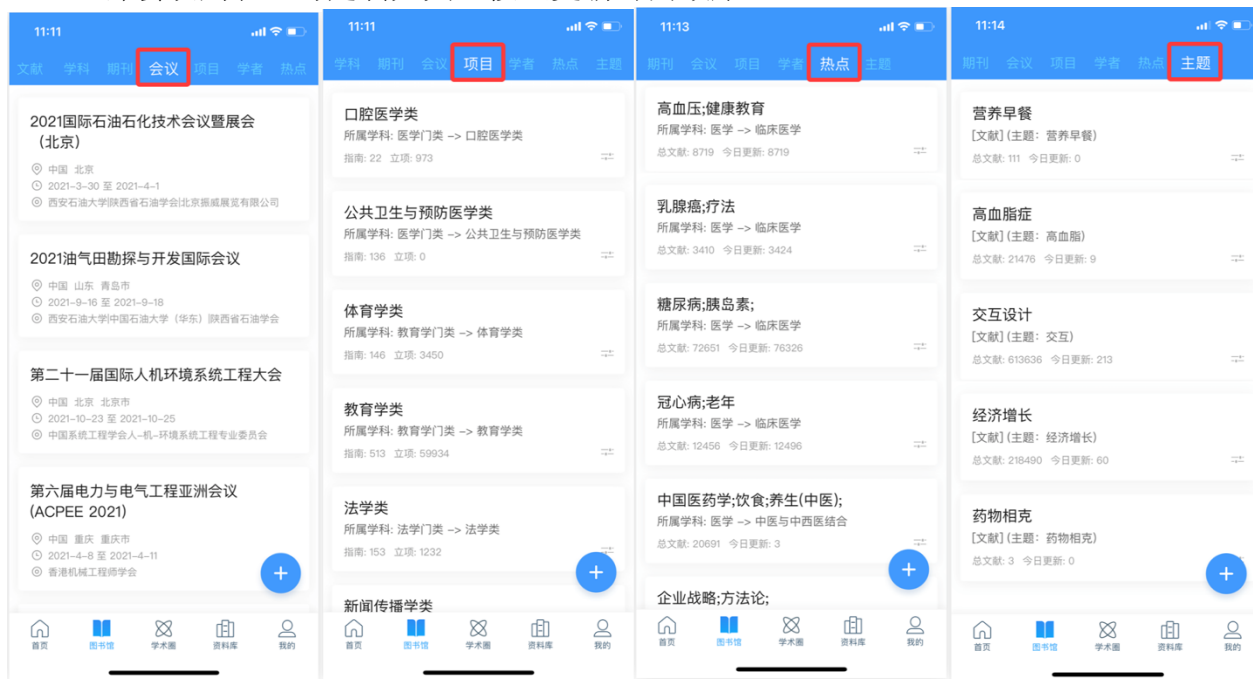 11:11
文献 学科 期刊 会议 项目 学者 热点
2021国际石油石化技术会议暨展会
（北京）
中国 北京
2021-3-30 至 2021-4-1
西安石油大学|陕西省石油学会|北京振威展览有限公司
2021油气田勘探与开发国际会议
中国 山东 青岛市
2021-9-16 至 2021-9-18
西安石油大学|中国石油大学（华东）|陕西省石油学会
第二十一届国际人机环境系统工程大会
中国 北京 北京市
2021-10-23 至 2021-10-25
中国系统工程学会人-机-环境系统工程专业委员会
第六届电力与电气工程亚洲会议
(ACPEE 2021)
中国 重庆 重庆市
2021-4-8 至 2021-4-11
香港机械工程师学会
首页 图书馆 学术圈 资料库 我的
11:11
学科 期刊 会议 项目 学者 热点 主题
口腔医学类
所属学科: 医学门类 -> 口腔医学类
指南: 22 立项: 973
公共卫生与预防医学类
所属学科: 医学门类 -> 公共卫生与预防医学类
指南: 136 立项: 0
体育学类
所属学科: 教育学门类 -> 体育学类
指南: 146 立项: 3450
教育学类
所属学科: 教育学门类 -> 教育学类
指南: 513 立项: 59934
法学类
所属学科: 法学门类 -> 法学类
指南: 153 立项: 1232
新闻传播学类
首页 图书馆 学术圈 资料库 我的
11:13
期刊 会议 项目 学者 热点 主题
高血压;健康教育
所属学科: 医学 -> 临床医学
总文献: 8719 今日更新: 8719
乳腺癌;疗法
所属学科: 医学 -> 临床医学
总文献: 3410 今日更新: 3424
糖尿病;胰岛素;
所属学科: 医学 -> 临床医学
总文献: 72651 今日更新: 76326
冠心病;老年
所属学科: 医学 -> 临床医学
总文献: 12456 今日更新: 12496
中国医药学;饮食;养生(中医);
所属学科: 医学 -> 中医与中西医结合
总文献: 20691 今日更新: 3
企业战略;方法论;
首页 图书馆 学术圈 资料库 我的
11:14
期刊 会议 项目 学者 热点 主题
营养早餐
[文献] (主题：营养早餐)
总文献: 111 今日更新: 0
高血脂症
[文献] (主题：高血脂)
总文献: 21476 今日更新: 9
交互设计
[文献] (主题：交互)
总文献: 613636 今日更新: 213
经济增长
[文献] (主题：经济增长)
总文献: 218490 今日更新: 60
药物相克
[文献] (主题：药物相克)
总文献: 3 今日更新: 0
首页 图书馆 学术圈 资料库 我的